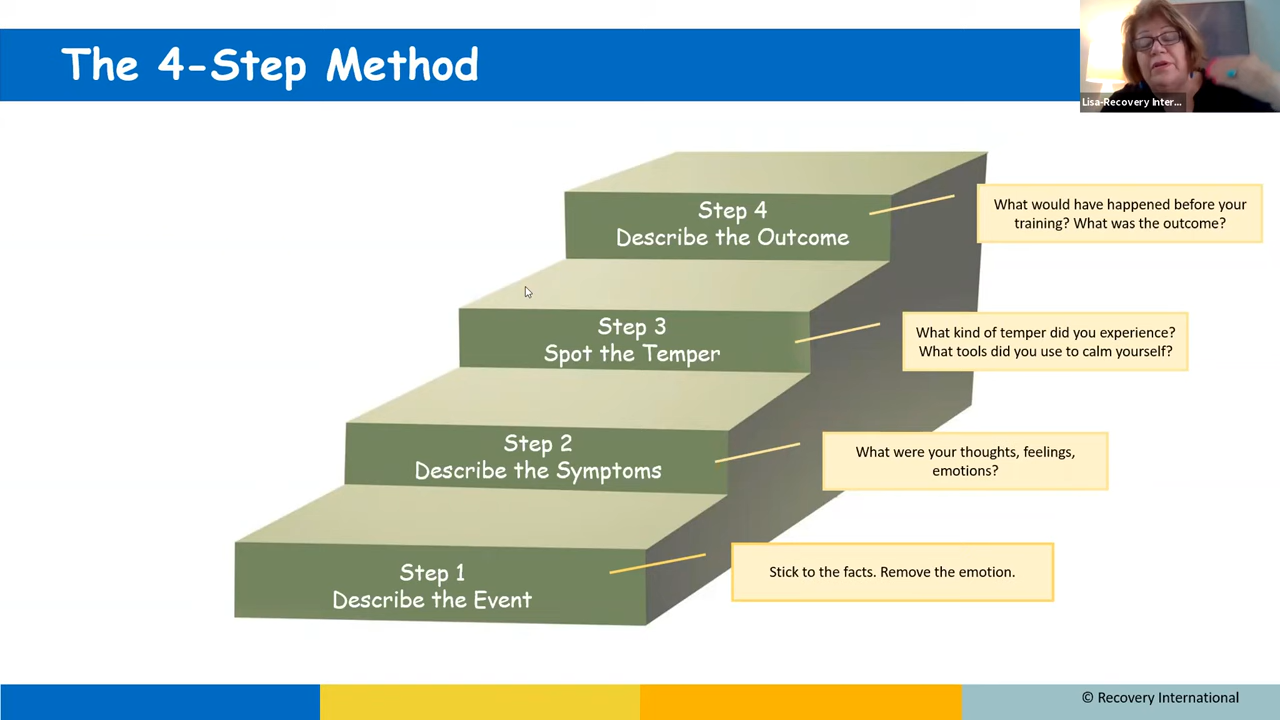 The 4-Step Method
Lisa-Recovery Inter...
Step 4
Describe the Outcome
What would have happened before your
training? What was the outcome?
Step 3
Spot the Temper
What kind of temper did you experience?
What tools did you use to calm yourself?
Step 2
Describe the Symptoms
What were your thoughts, feelings,
emotions?
Step 1
Describe the Event
Stick to the facts. Remove the emotion.
© Recovery International